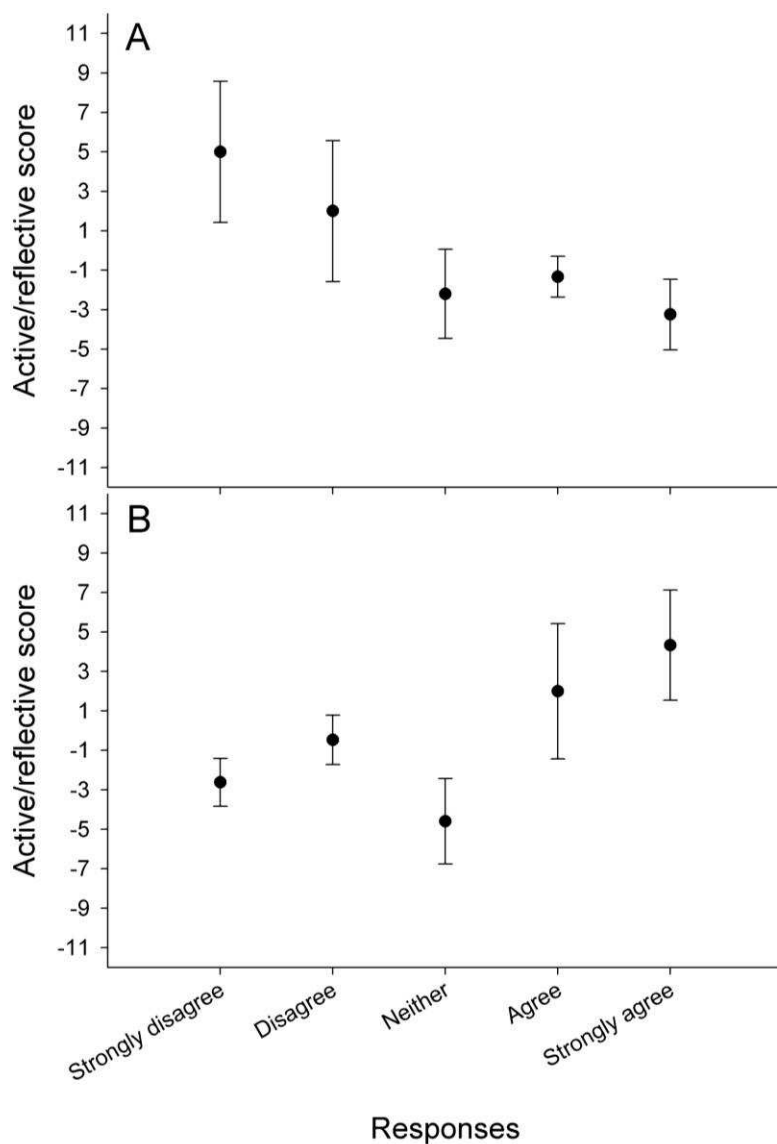 A
Active/reflective score
11
9
7
5
3
1
-1
-3
-5
-7
-9
-11
B
Active/reflective score
11
9
7
5
3
1
-1
-3
-5
-7
-9
-11
Strongly disagree
Disagree
Neither
Agree
Strongly agree
Responses